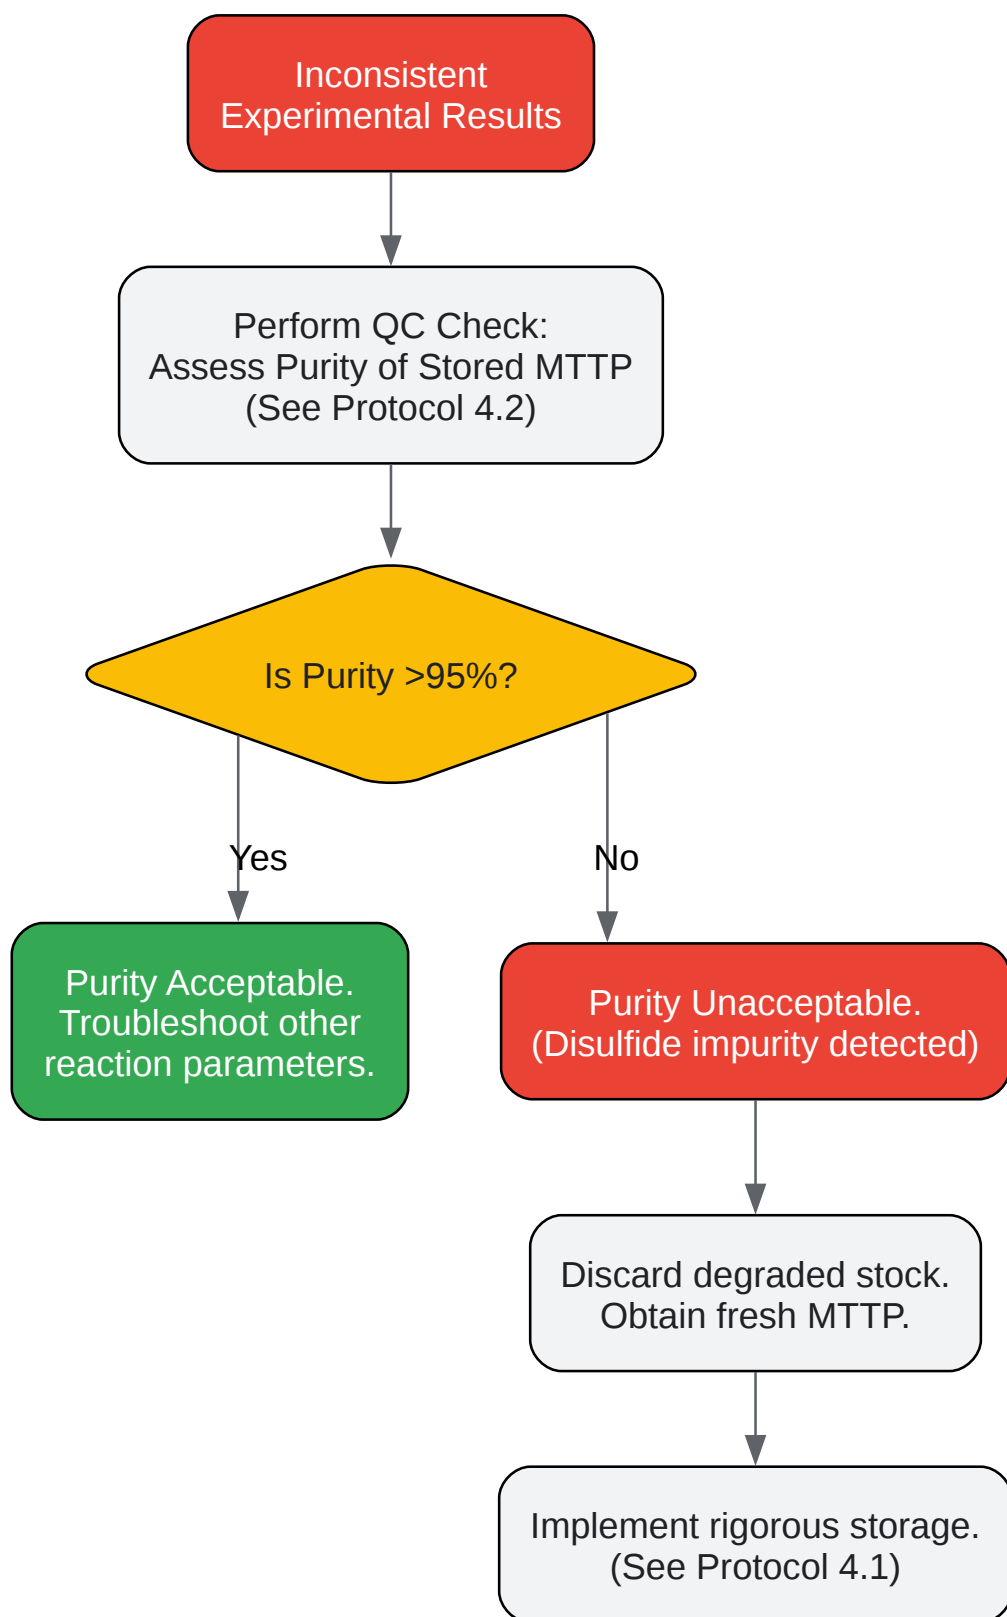 Inconsistent
Experimental Results
Perform QC Check:
Assess Purity of Stored MTTP
(See Protocol 4.2)
Is Purity >95%?
Yes
No
Purity Acceptable.
Troubleshoot other
reaction parameters.
Purity Unacceptable.
(Disulfide impurity detected)
Discard degraded stock.
Obtain fresh MTTP.
Implement rigorous storage.
(See Protocol 4.1)